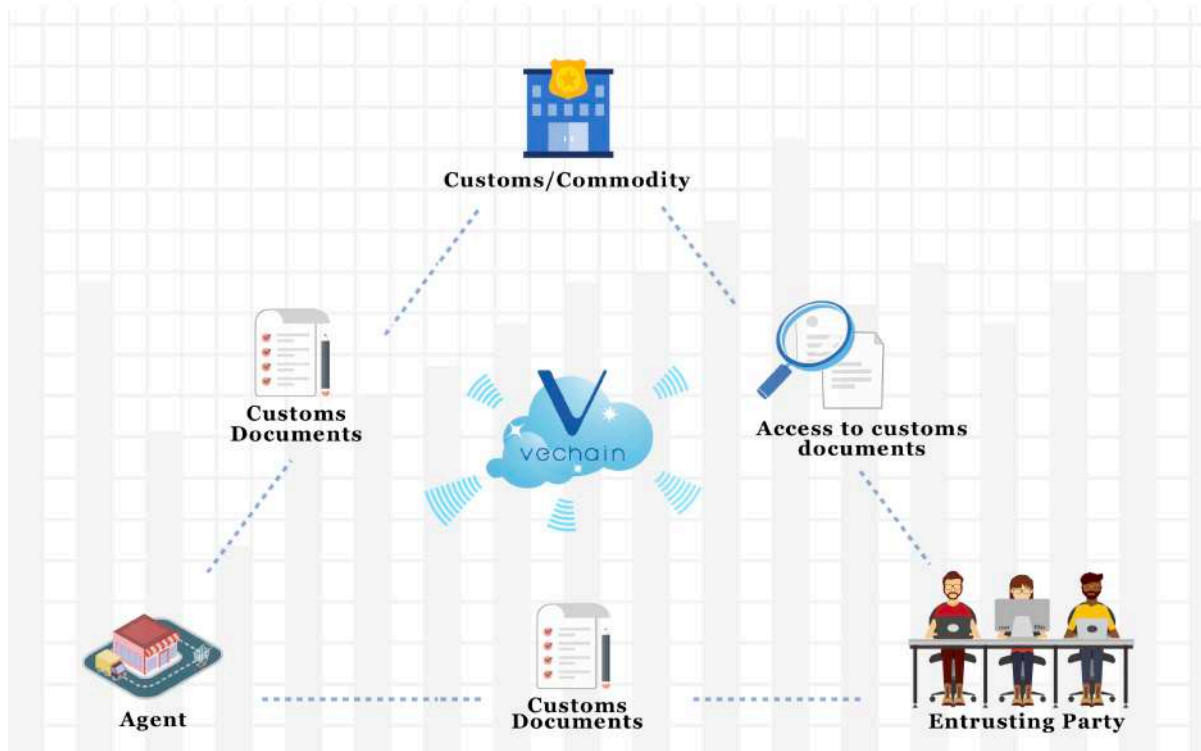 Customs/Commodity
Customs
Documents
vechain
Access to customs
documents
Agent
Customs
Documents
Entrusting Party